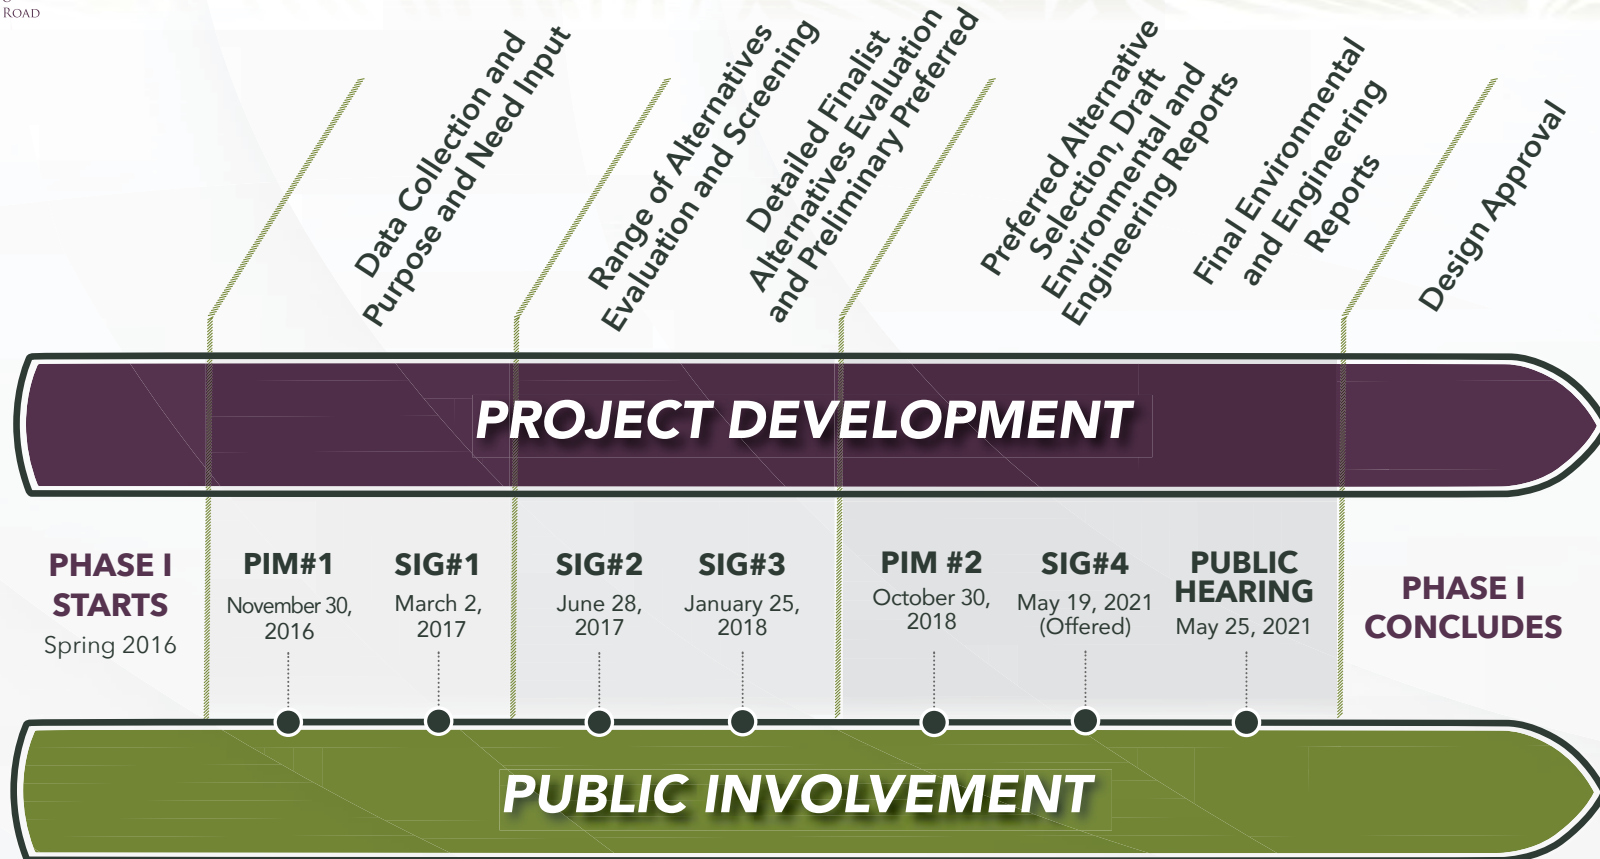 ROAD
Data Collection and
Purpose and Need Input
Range of Alternatives
Evaluation and Screening
Detailed Finalist
Alternatives Evaluation
and Preliminary Preferred
Preferred Alternative
Selection, Draft
Environmental and
Engineering Reports
Final Environmental
and Engineering
Reports
Design Approval
PROJECT DEVELOPMENT
PHASE I
STARTS
Spring 2016
PIM#1
November 30,
2016
SIG#1
March 2,
2017
SIG#2
June 28,
2017
SIG#3
January 25,
2018
PIM #2
October 30,
2018
SIG#4
May 19, 2021
(Offered)
PUBLIC
HEARING
May 25, 2021
PHASE I
CONCLUDES
PUBLIC INVOLVEMENT